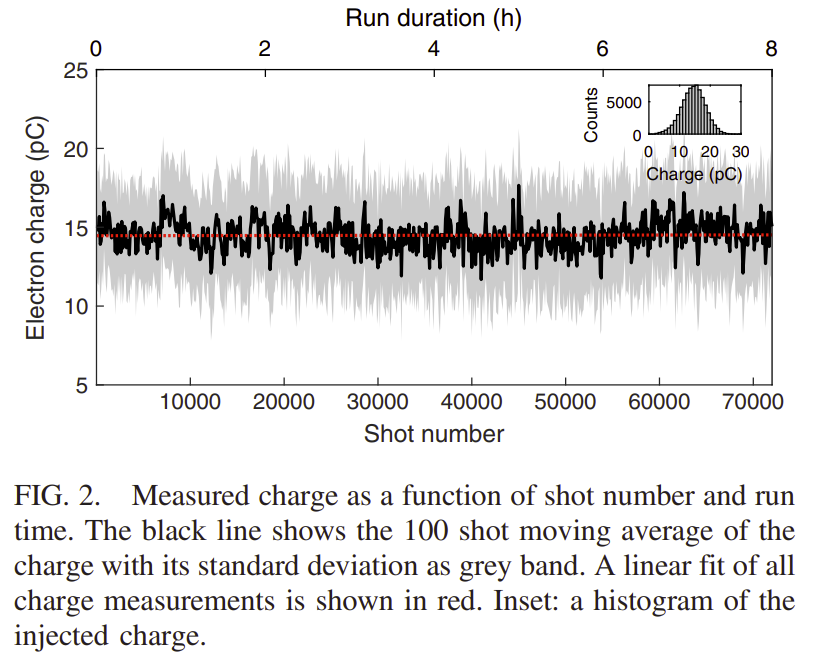 Run duration (h)
0 2 4 6 8
25
20
15
10
5
Electron charge (pC)
Counts
5000
0
0 10 20 30
Charge (pC)
10000 20000 30000 40000 50000 60000 70000
Shot number
FIG. 2. Measured charge as a function of shot number and run
time. The black line shows the 100 shot moving average of the
charge with its standard deviation as grey band. A linear fit of all
charge measurements is shown in red. Inset: a histogram of the
injected charge.